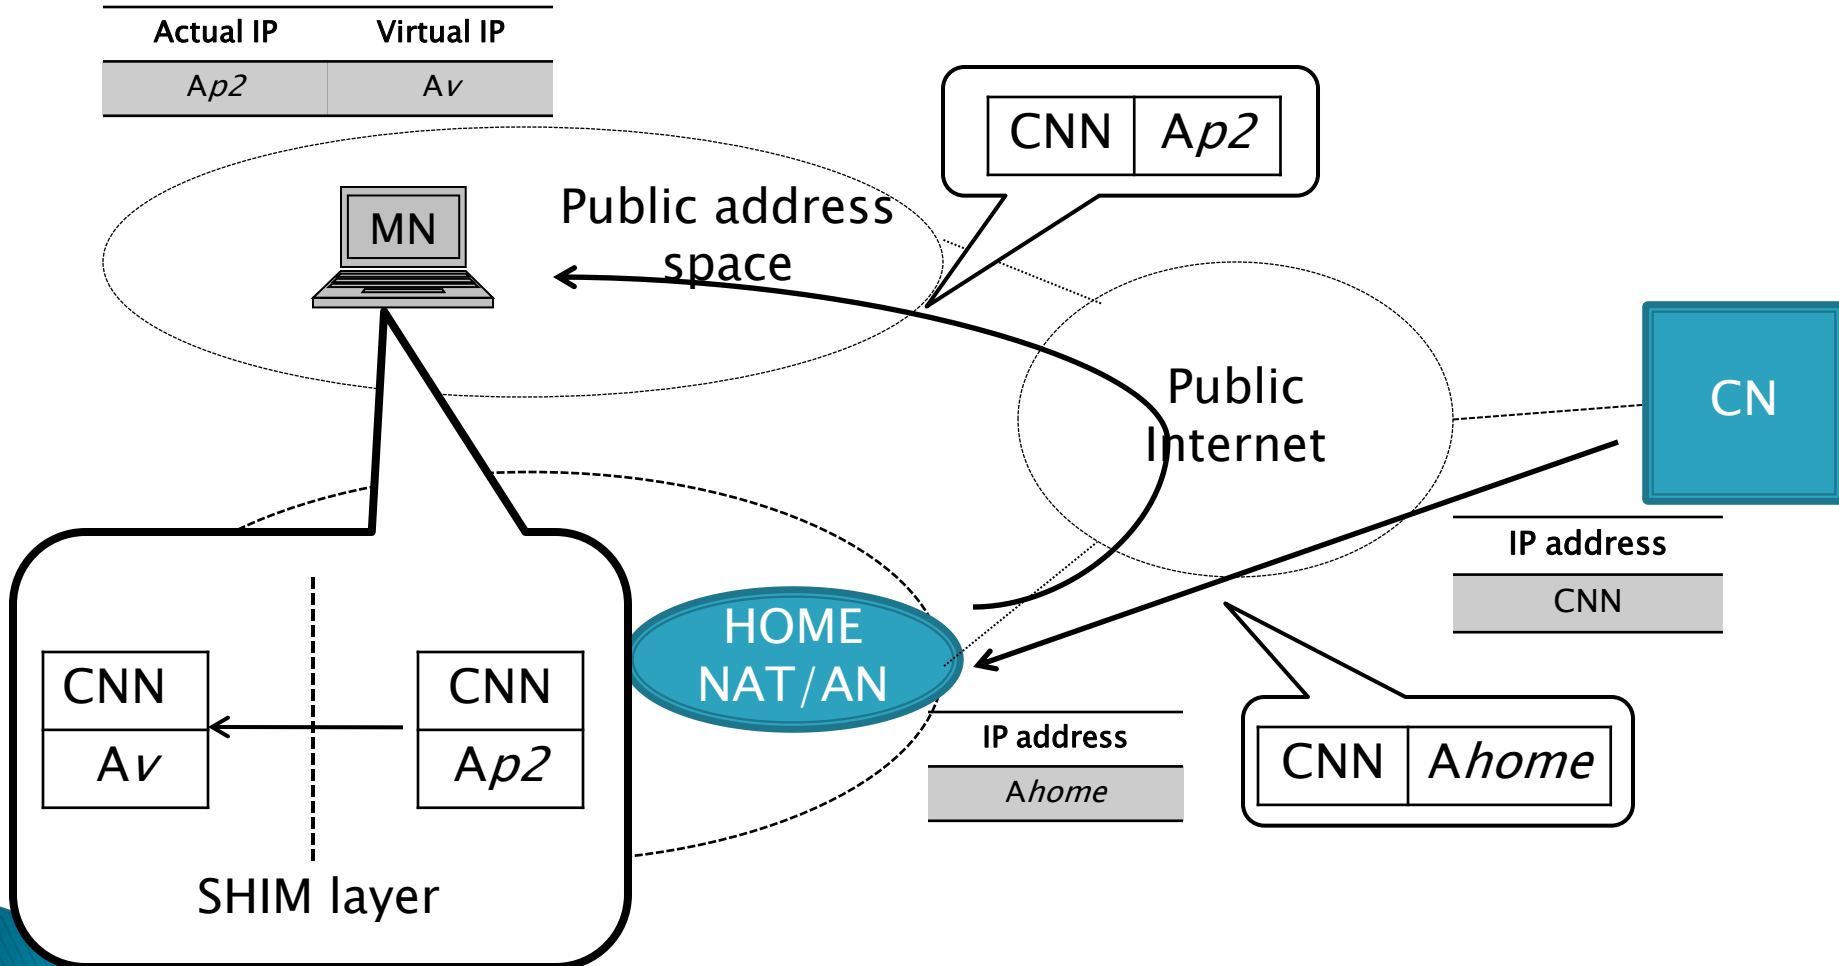 Actual IP Virtual IP
Ap2 Av
CNN Ap2
MN
Public address
space
Public
Internet
CN
IP address
CNN
HOME
NAT/AN
CNN CNN
Av Ap2
SHIM layer
IP address
Ahome
CNN Ahome